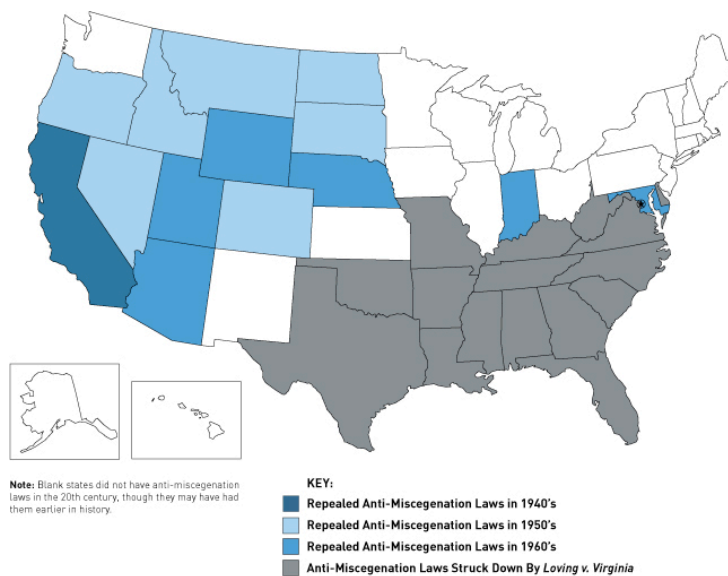 Note: Blank states did not have anti-miscegenation
laws in the 20th century, though they may have had
them earlier in history.
KEY:
Repealed Anti-Miscegenation Laws in 1940's
Repealed Anti-Miscegenation Laws in 1950's
Repealed Anti-Miscegenation Laws in 1960's
Anti-Miscegenation Laws Struck Down By Loving v. Virginia